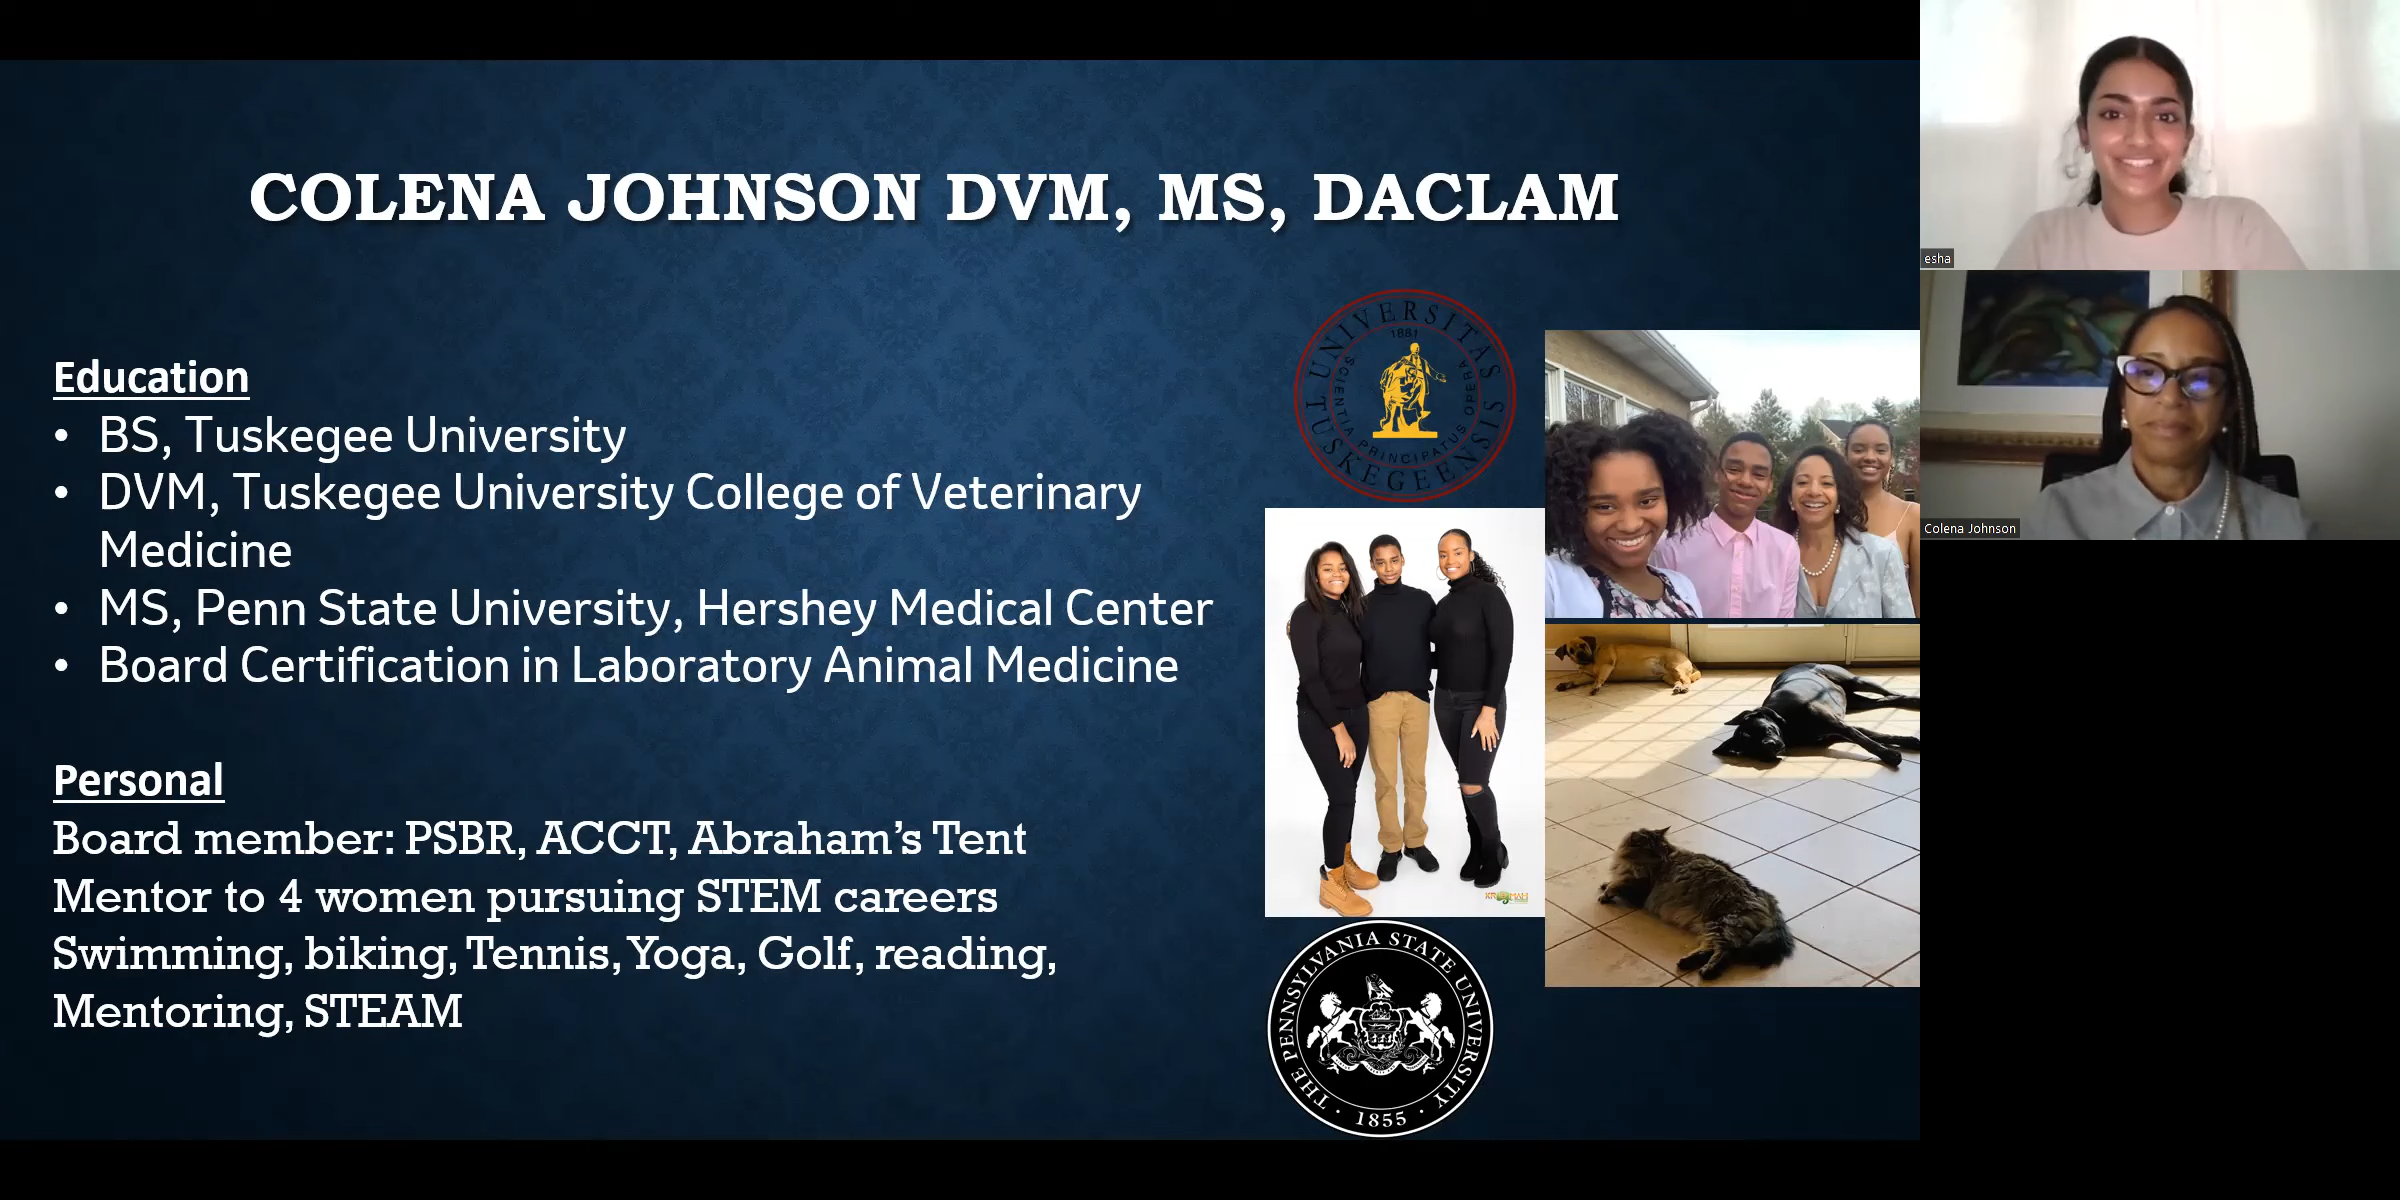 COLENA JOHNSON DVM, MS, DACLAM
Education
• BS, Tuskegee University
• DVM, Tuskegee University College of Veterinary
Medicine
• MS, Penn State University, Hershey Medical Center
• Board Certification in Laboratory Animal Medicine
Personal
Board member: PSBR, ACCT, Abraham's Tent
Mentor to 4 women pursuing STEM careers
Swimming, biking, Tennis, Yoga, Golf, reading,
Mentoring, STEAM
UNIVERSITAS TUSKEGEENSIS
1881
SCIENTIA PRINCIPATUS OPERA
THE PENNSYLVANIA STATE UNIVERSITY
• 1855 •
esha
Colena Johnson